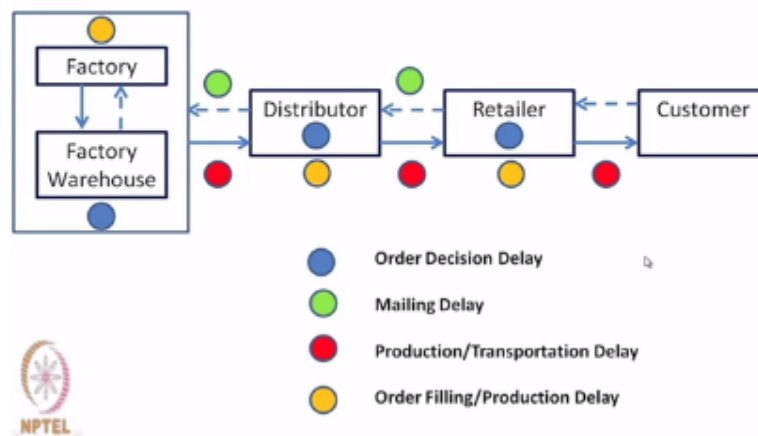 Factory
Distributor
Retailer
Customer
Factory
Warehouse
Order Decision Delay
Mailing Delay
Production/Transportation Delay
Order Filling/Production Delay
NPTEL